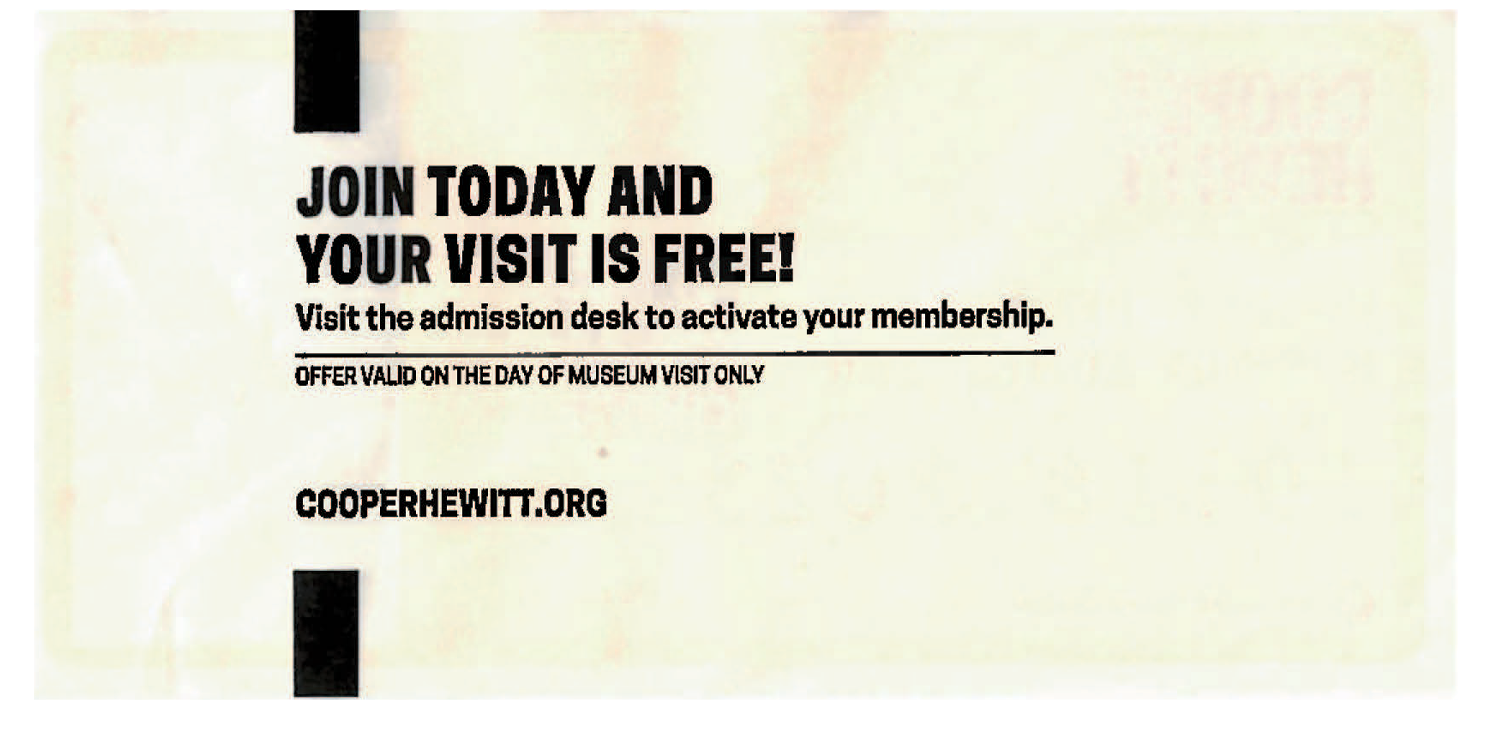 JOIN TODAY AND
YOUR VISIT IS FREE!
Visit the admission desk to activate your membership.
OFFER VALID ON THE DAY OF MUSEUM VISIT ONLY
COOPERHEWITT.ORG